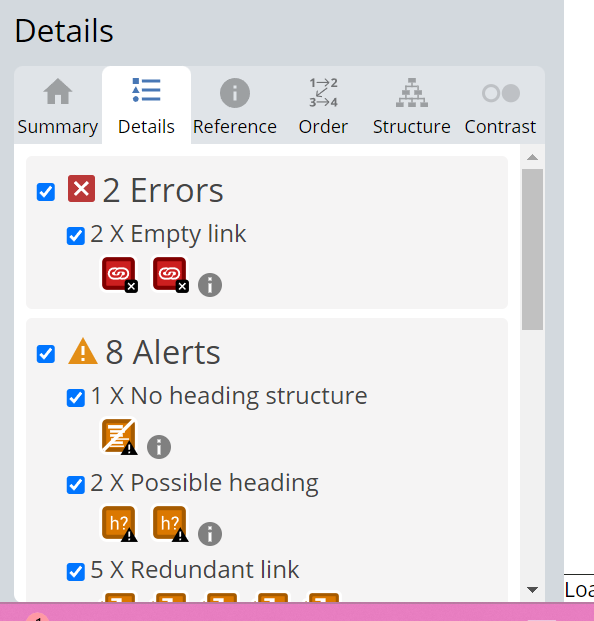 Details
Summary Details Reference Order Structure Contrast
1→2
3→4
2 Errors
2 X Empty link
8 Alerts
1 X No heading structure
2 X Possible heading
h? h?
5 X Redundant link
Loa